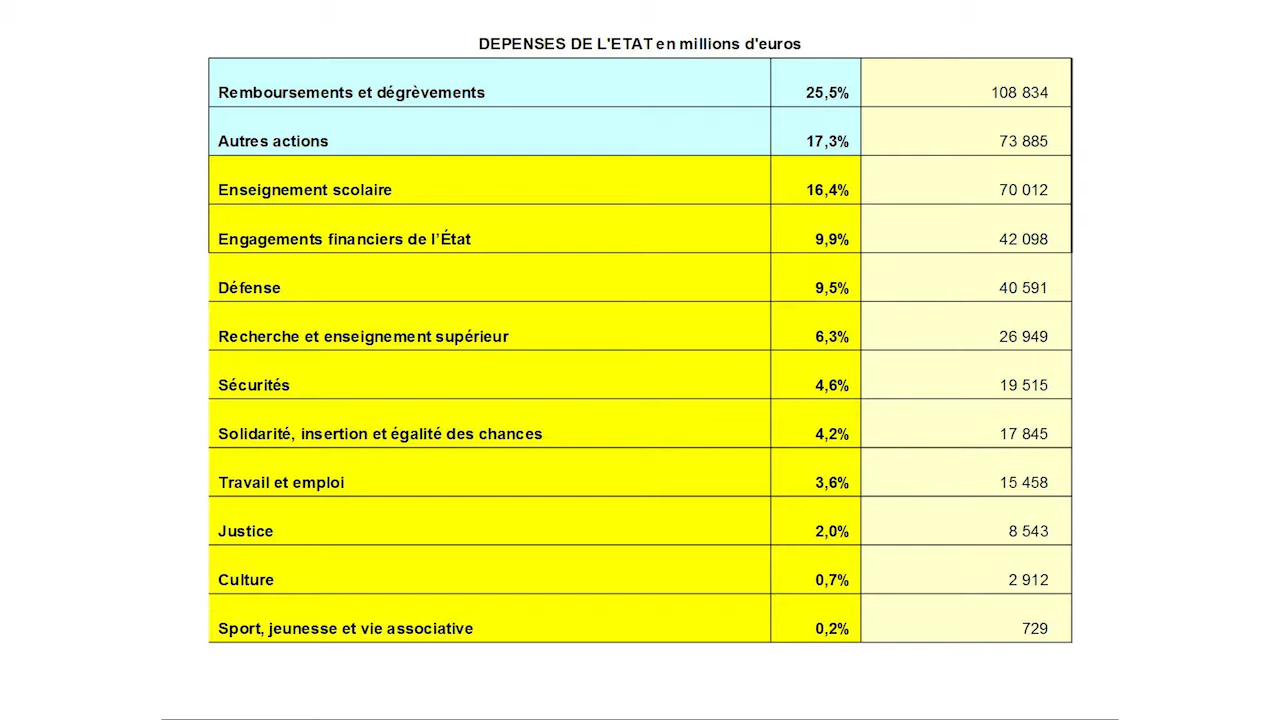 DEPENSES DE L'ETAT en millions d'euros
Remboursements et dégrèvements 25,5% 108 834
Autres actions 17,3% 73 885
Enseignement scolaire 16,4% 70 012
Engagements financiers de l’État 9,9% 42 098
Défense 9,5% 40 591
Recherche et enseignement supérieur 6,3% 26 949
Sécurités 4,6% 19 515
Solidarité, insertion et égalité des chances 4,2% 17 845
Travail et emploi 3,6% 15 458
Justice 2,0% 8 543
Culture 0,7% 2 912
Sport, jeunesse et vie associative 0,2% 729